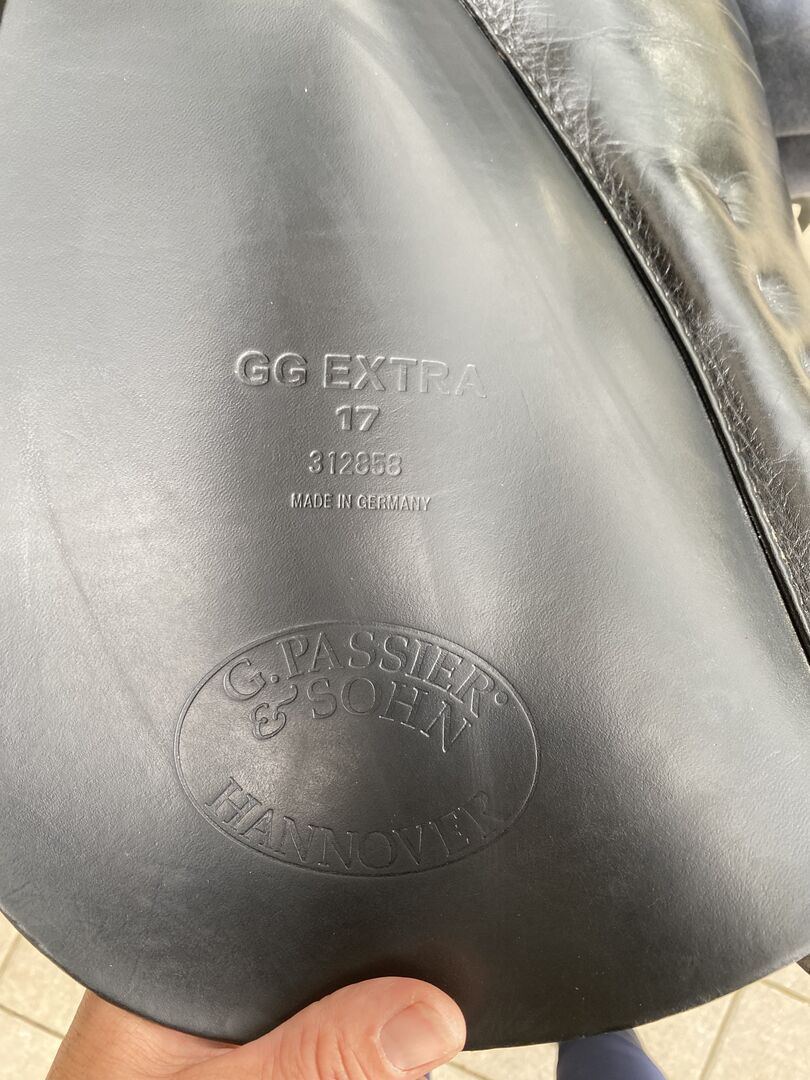 GG EXTRA
17
312858
MADE IN GERMANY
G. PASSIER
& SOHN
HANNOVER